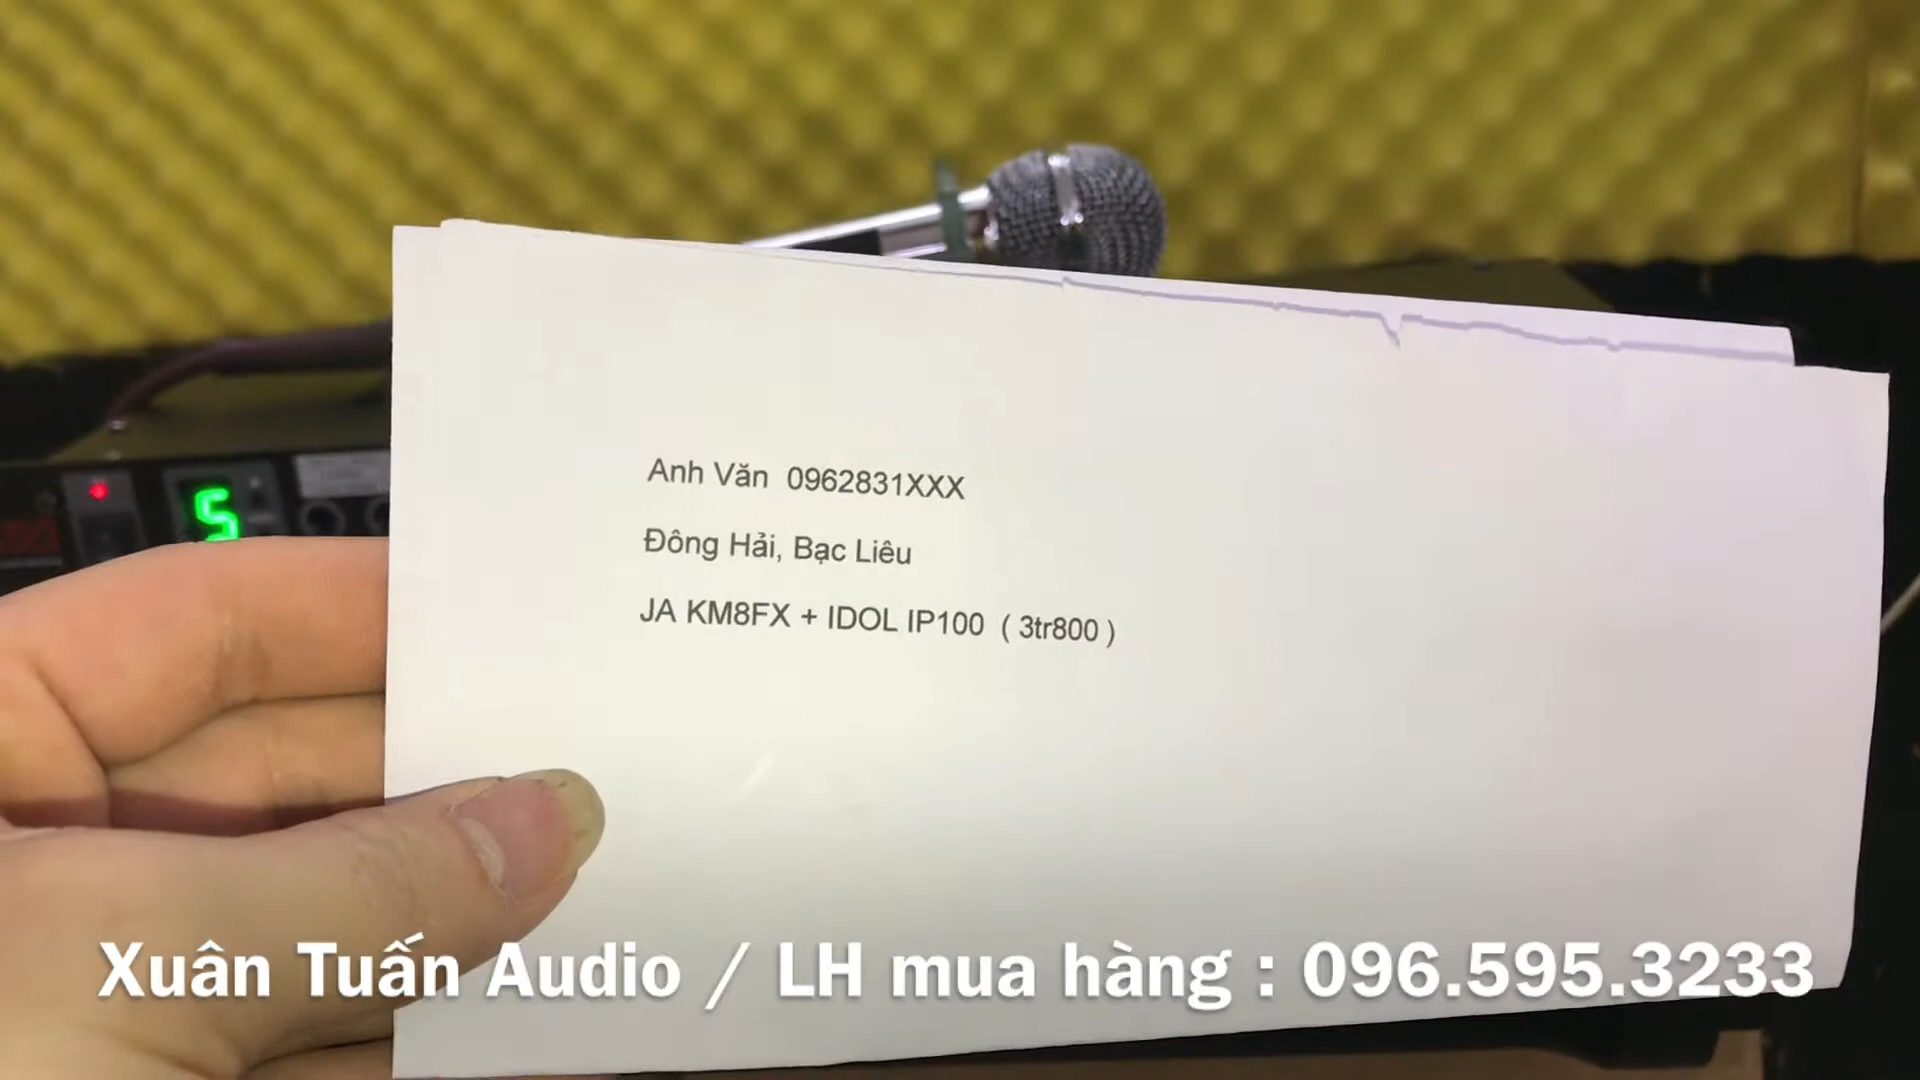 Anh Văn 0962831XXX
Đông Hải, Bạc Liêu
JA KM8FX + IDOL IP100 ( 3tr800 )
5
Xuân Tuấn Audio / LH mua hàng : 096.595.3233